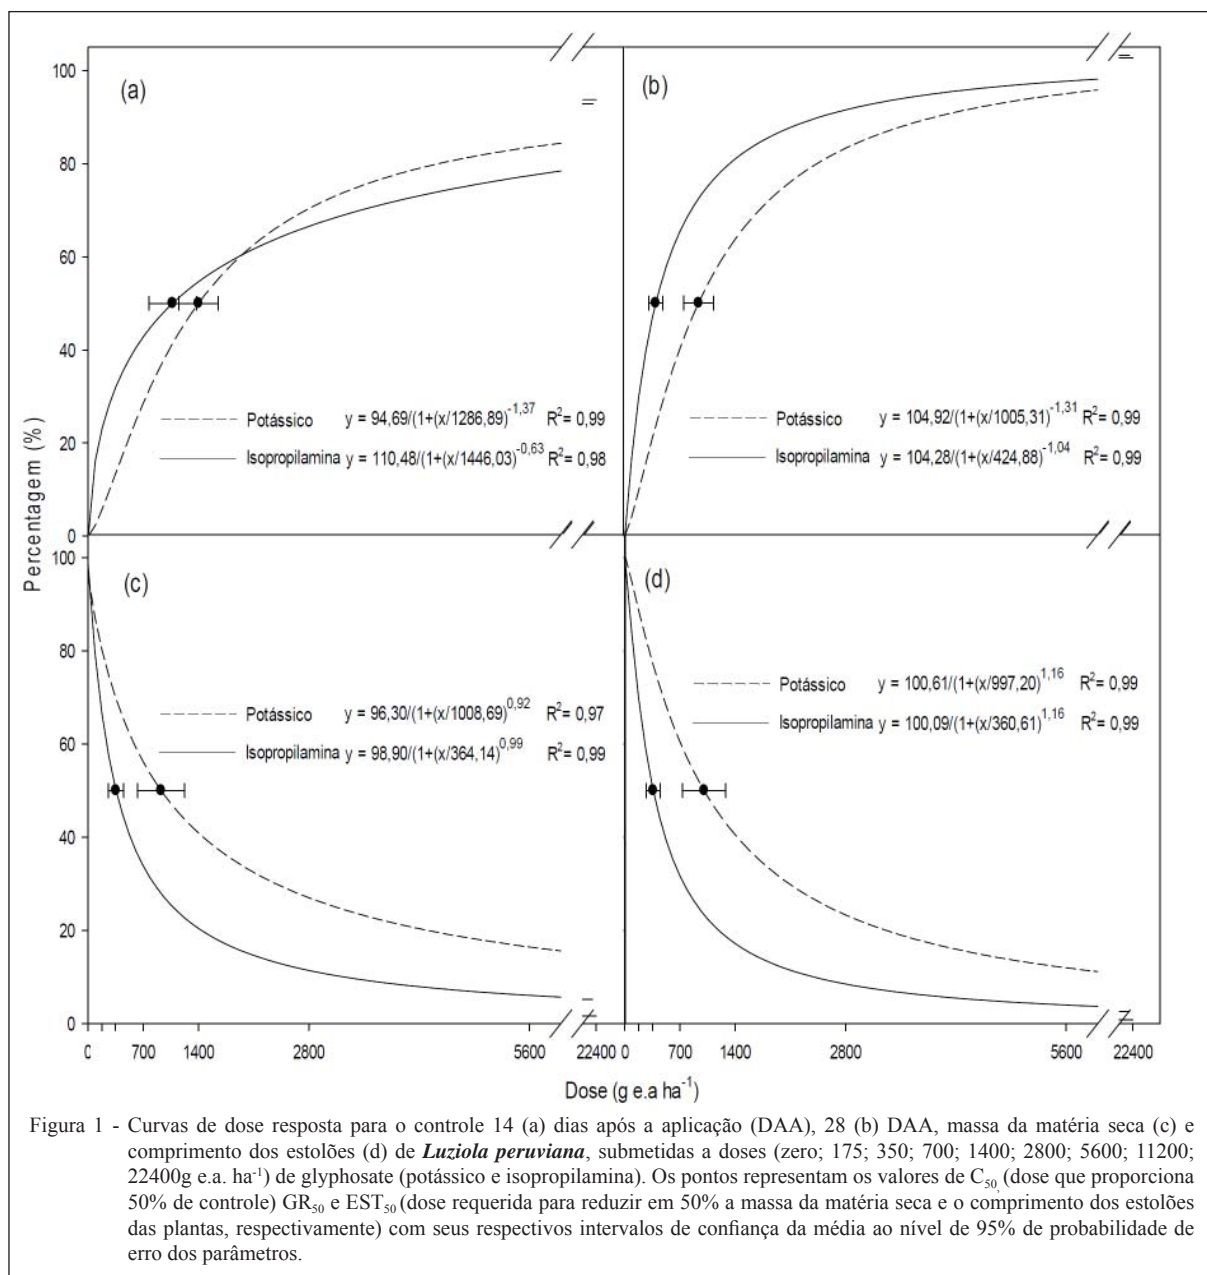 Percentagem (%)
100
80
60
40
20
0
(a)
Potássico y = 94,69/(1+(x/1286,89)^-1,37 R²= 0,99
Isopropilamina y = 110,48/(1+(x/1446,03)^-0,63 R²= 0,98
(b)
Potássico y = 104,92/(1+(x/1005,31)^-1,31 R²= 0,99
Isopropilamina y = 104,28/(1+(x/424,88)^-1,04 R²= 0,99
100
80
60
40
20
0
(c)
Potássico y = 96,30/(1+(x/1008,69)^0,92 R²= 0,97
Isopropilamina y = 98,90/(1+(x/364,14)^0,99 R²= 0,99
(d)
Potássico y = 100,61/(1+(x/997,20)^1,16 R²= 0,99
Isopropilamina y = 100,09/(1+(x/360,61)^1,16 R²= 0,99
0 700 1400 2800 5600 22400 0 700 1400 2800 5600 22400
Dose (g e.a ha⁻¹)
Figura 1 - Curvas de dose resposta para o controle 14 (a) dias após a aplicação (DAA), 28 (b) DAA, massa da matéria seca (c) e
comprimento dos estolões (d) de Luziola peruviana, submetidas a doses (zero; 175; 350; 700; 1400; 2800; 5600; 11200;
22400g e.a. ha⁻¹) de glyphosate (potássico e isopropilamina). Os pontos representam os valores de C₅₀, (dose que proporciona
50% de controle) GR₅₀ e EST₅₀ (dose requerida para reduzir em 50% a massa da matéria seca e o comprimento dos estolões
das plantas, respectivamente) com seus respectivos intervalos de confiança da média ao nível de 95% de probabilidade de
erro dos parâmetros.